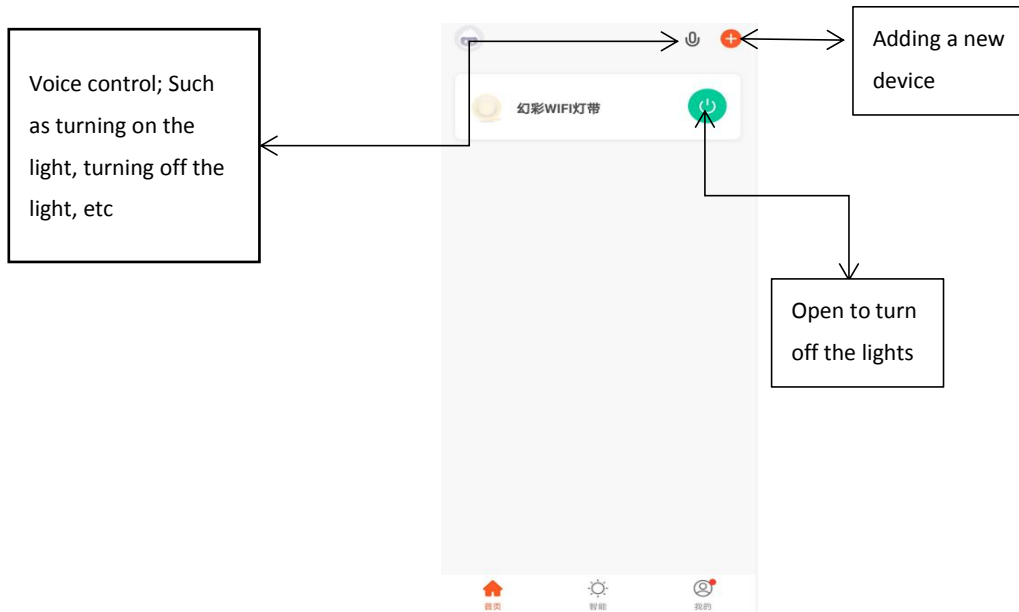 Voice control; Such
as turning on the
light, turning off the
light, etc
Adding a new
device
幻彩WIFI灯带
Open to turn
off the lights
首页
智能
我的